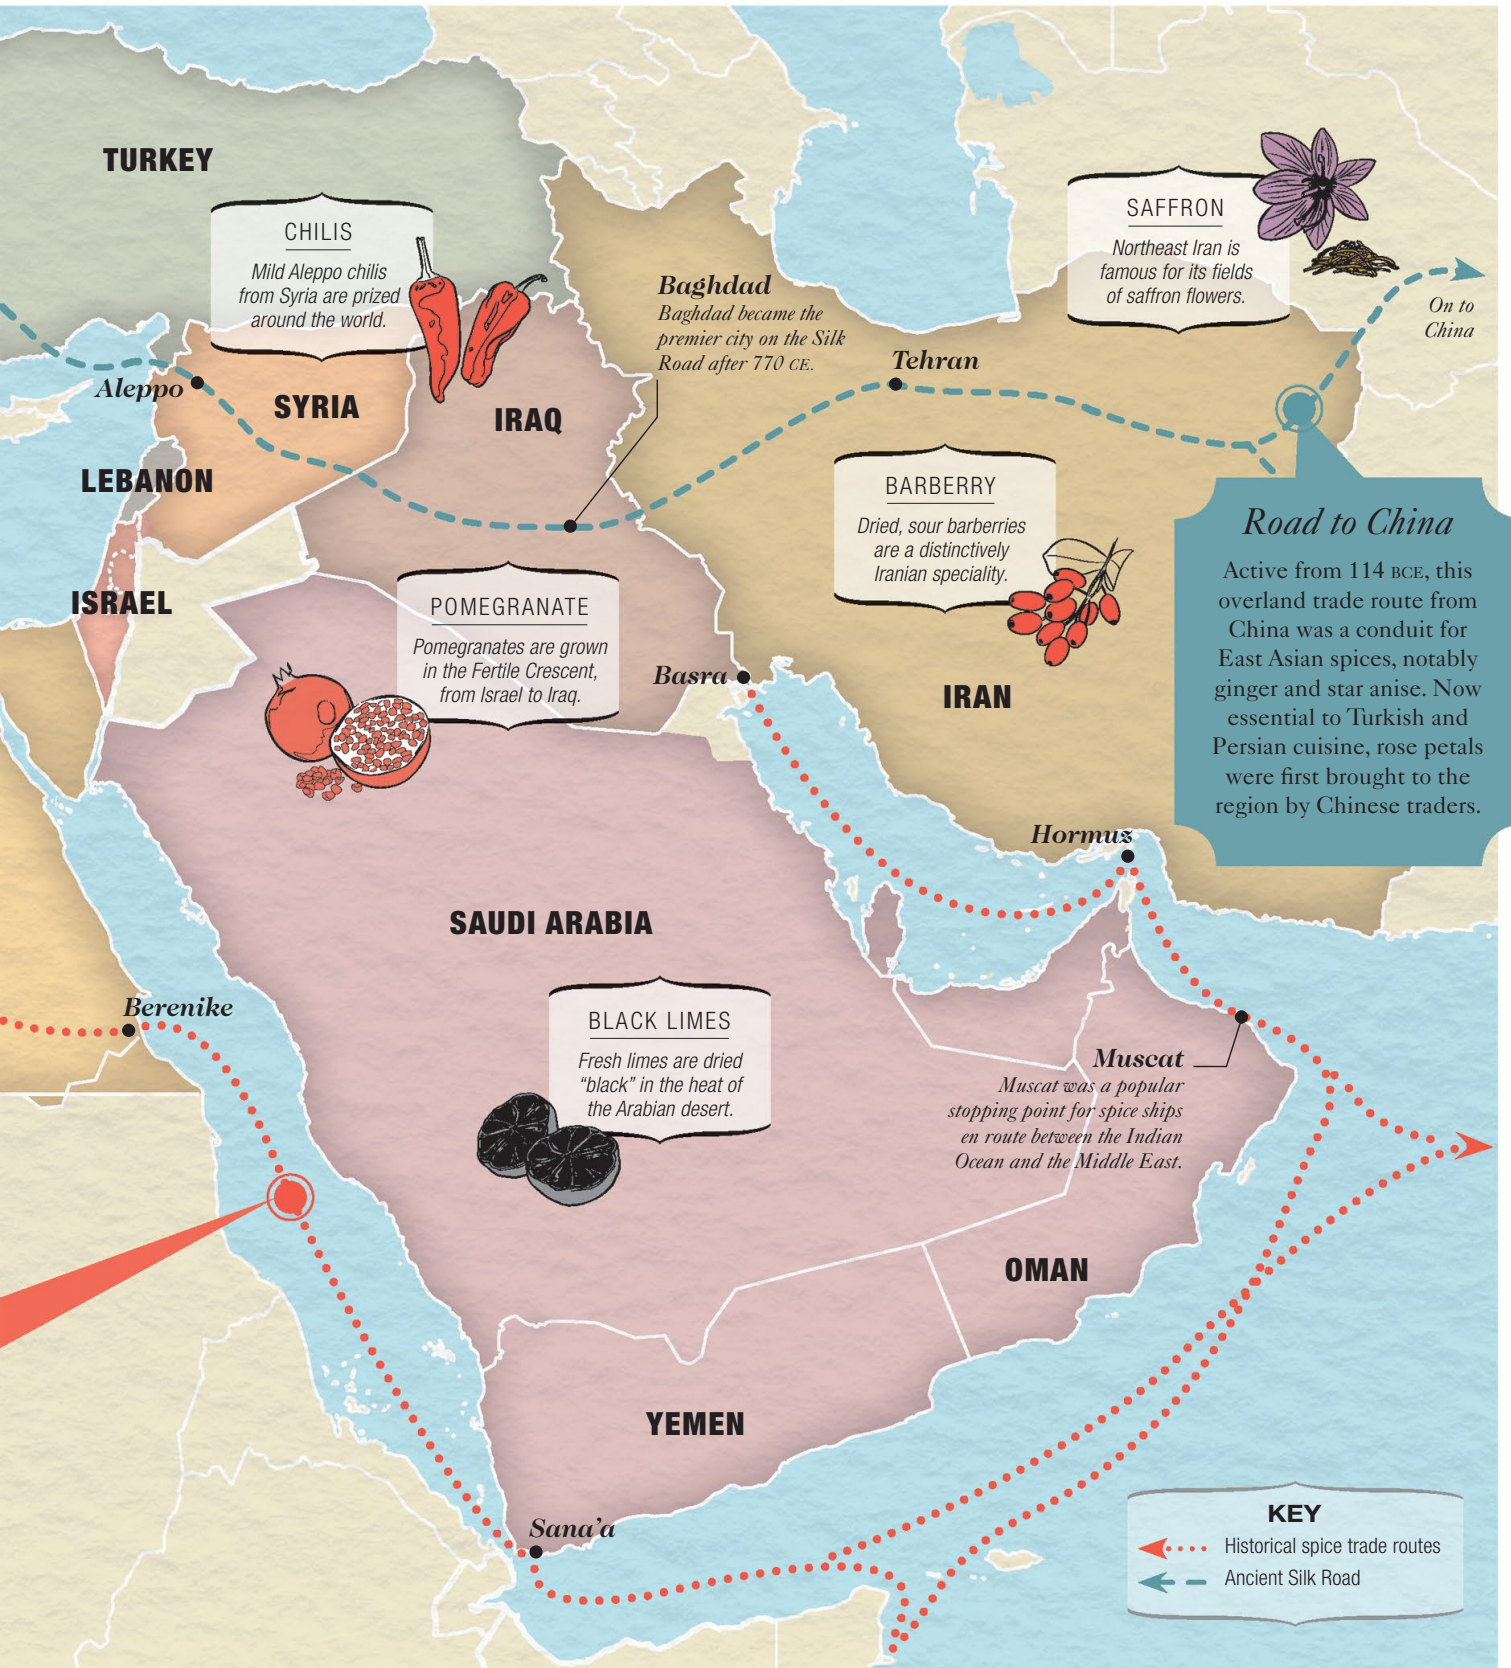 TURKEY
CHILIS
Mild Aleppo chilis
from Syria are prized
around the world.
SAFFRON
Northeast Iran is
famous for its fields
of saffron flowers.
On to
China
Baghdad
Baghdad became the
premier city on the Silk
Road after 770 CE.
Tehran
Aleppo
SYRIA
IRAQ
LEBANON
ISRAEL
BARBERRY
Dried, sour barberries
are a distinctively
Iranian speciality.
Road to China
Active from 114 BCE, this
overland trade route from
China was a conduit for
East Asian spices, notably
ginger and star anise. Now
essential to Turkish and
Persian cuisine, rose petals
were first brought to the
region by Chinese traders.
POMEGRANATE
Pomegranates are grown
in the Fertile Crescent,
from Israel to Iraq.
Basra
IRAN
Hormuz
SAUDI ARABIA
Berenike
BLACK LIMES
Fresh limes are dried
“black” in the heat of
the Arabian desert.
Muscat
Muscat was a popular
stopping point for spice ships
en route between the Indian
Ocean and the Middle East.
OMAN
YEMEN
Sana’a
KEY
Historical spice trade routes
Ancient Silk Road